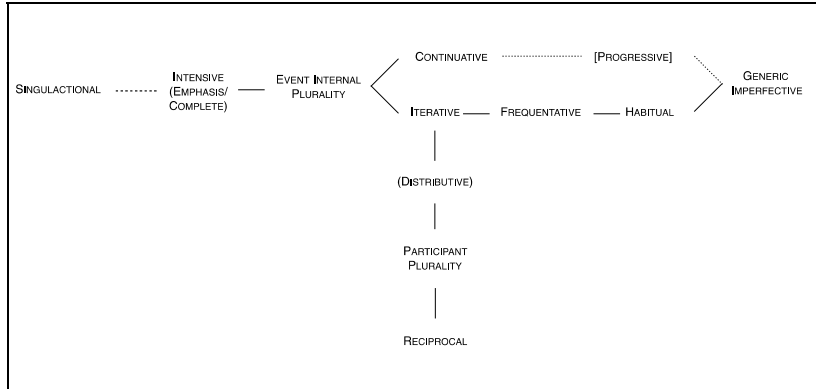 SINGULACTIONAL
INTENSIVE
(EMPHASIS/
COMPLETE)
EVENT INTERNAL
PLURALITY
CONTINUATIVE
[PROGRESSIVE]
ITERATIVE
FREQUENTATIVE
HABITUAL
GENERIC
IMPERFECTIVE
(DISTRIBUTIVE)
PARTICIPANT
PLURALITY
RECIPROCAL